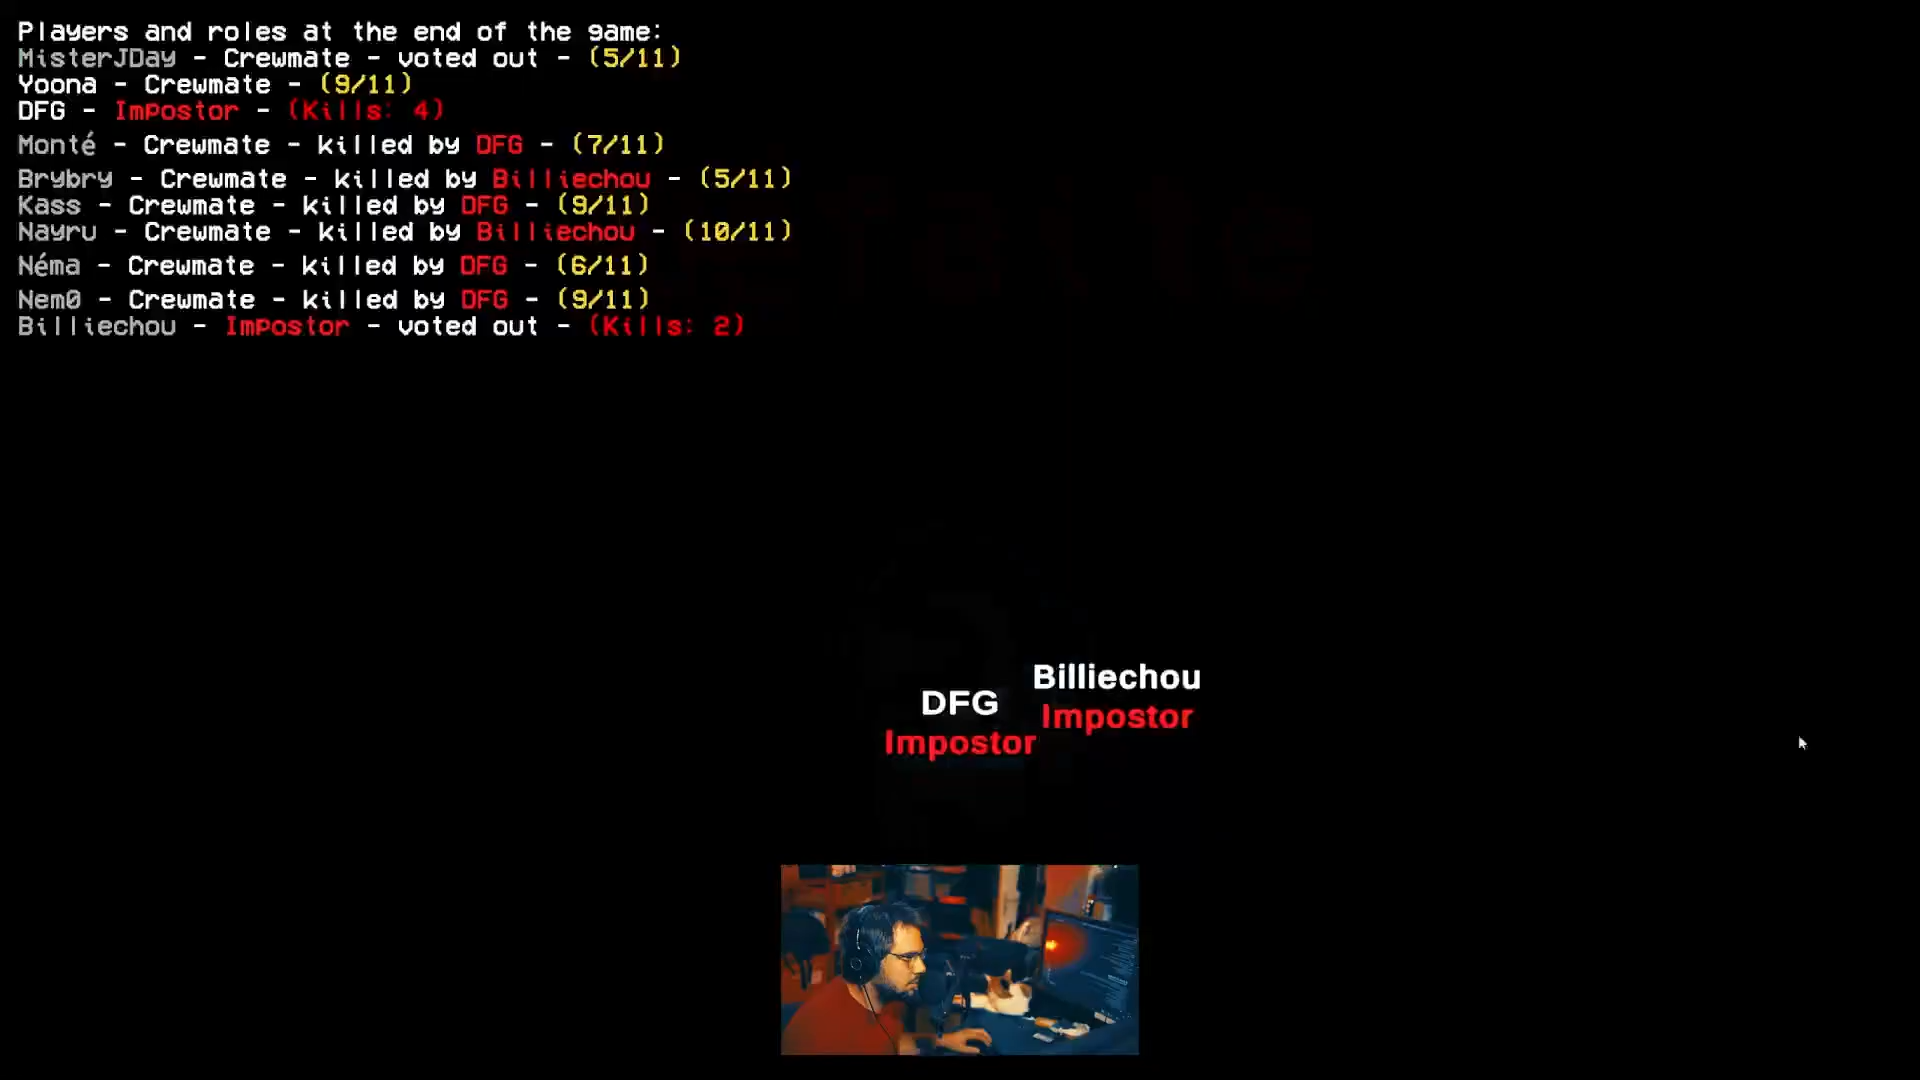 Players and roles at the end of the game:
MisterJDay - Crewmate - voted out - (5/11)
Yoona - Crewmate - (9/11)
DFG - Impostor - (Kills: 4)
Monté - Crewmate - killed by DFG - (7/11)
Brybry - Crewmate - killed by Billiechou - (5/11)
Kass - Crewmate - killed by DFG - (9/11)
Nayru - Crewmate - killed by Billiechou - (10/11)
Néma - Crewmate - killed by DFG - (6/11)
Nem0 - Crewmate - killed by DFG - (9/11)
Billiechou - Impostor - voted out - (Kills: 2)
Billiechou
Impostor
DFG
Impostor